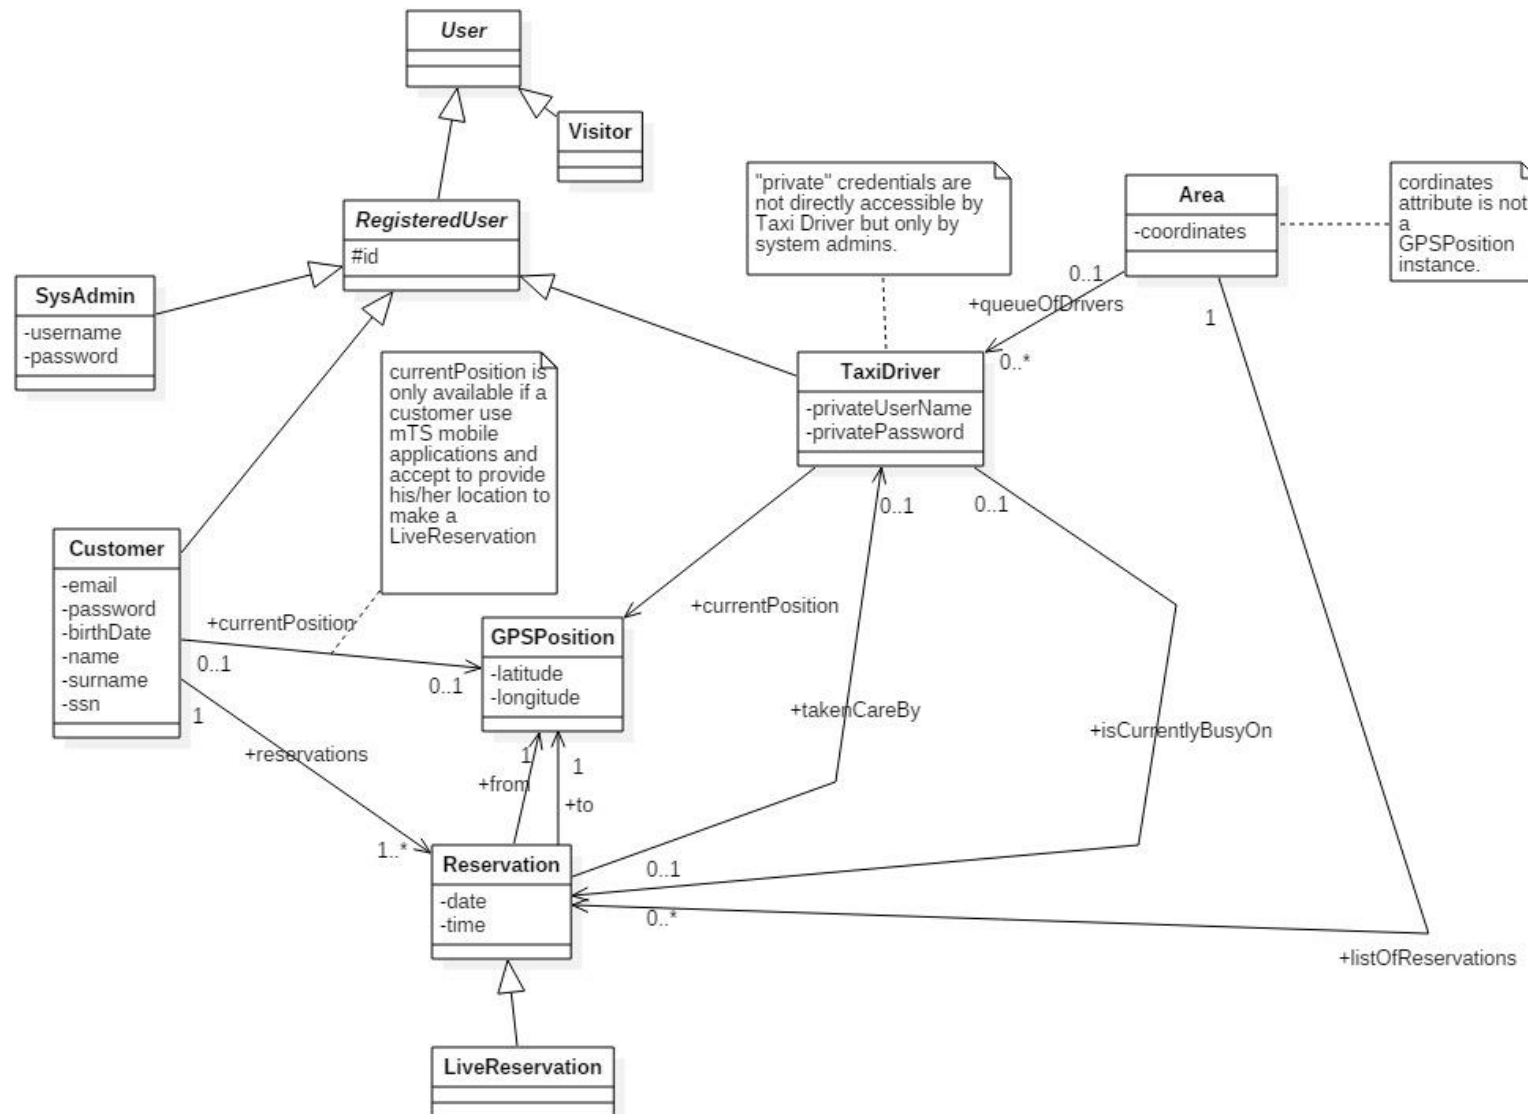 User
Visitor
RegisteredUser
#id
SysAdmin
-username
-password
"private" credentials are
not directly accessible by
Taxi Driver but only by
system admins.
Area
-coordinates
cordinates
attribute is not
a
GPSPosition
instance.
0..1
+queueOfDrivers
0..*
1
currentPosition is
only available if a
customer use
mTS mobile
applications and
accept to provide
his/her location to
make a
LiveReservation
TaxiDriver
-privateUserName
-privatePassword
0..1
0..1
Customer
-email
-password
-birthDate
-name
-surname
-ssn
+currentPosition
0..1
0..1
GPSPosition
-latitude
-longitude
+currentPosition
1
+reservations
1..*
1
+from
1
+to
+takenCareBy
+isCurrentlyBusyOn
Reservation
-date
-time
0..1
0..*
+listOfReservations
LiveReservation